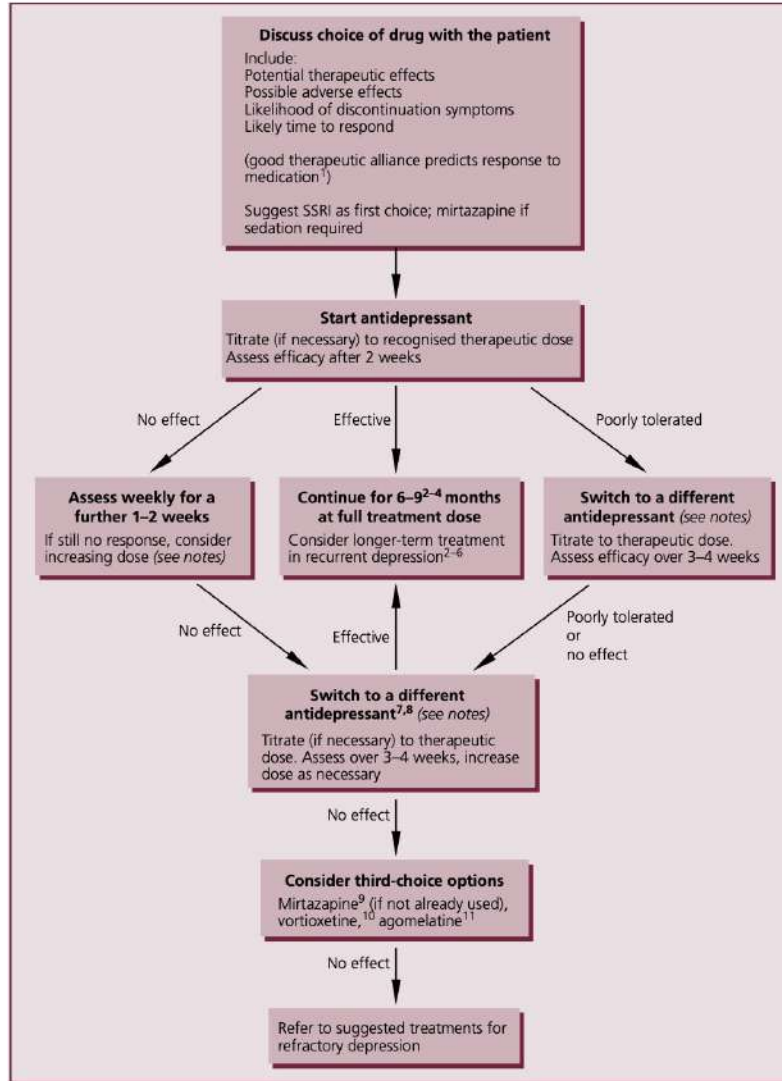 Discuss choice of drug with the patient
Include:
Potential therapeutic effects
Possible adverse effects
Likelihood of discontinuation symptoms
Likely time to respond
(good therapeutic alliance predicts response to
medication¹)
Suggest SSRI as first choice; mirtazapine if
sedation required
Start antidepressant
Titrate (if necessary) to recognised therapeutic dose
Assess efficacy after 2 weeks
No effect
Effective
Poorly tolerated
Assess weekly for a
further 1–2 weeks
If still no response, consider
increasing dose (see notes)
Continue for 6–9²⁻⁴ months
at full treatment dose
Consider longer-term treatment
in recurrent depression²⁻⁶
Switch to a different
antidepressant (see notes)
Titrate to therapeutic dose.
Assess efficacy over 3–4 weeks
No effect
Effective
Poorly tolerated
or
no effect
Switch to a different
antidepressant⁷,⁸ (see notes)
Titrate (if necessary) to therapeutic
dose. Assess over 3–4 weeks, increase
dose as necessary
No effect
Consider third-choice options
Mirtazapine⁹ (if not already used),
vortioxetine,¹⁰ agomelatine¹¹
No effect
Refer to suggested treatments for
refractory depression